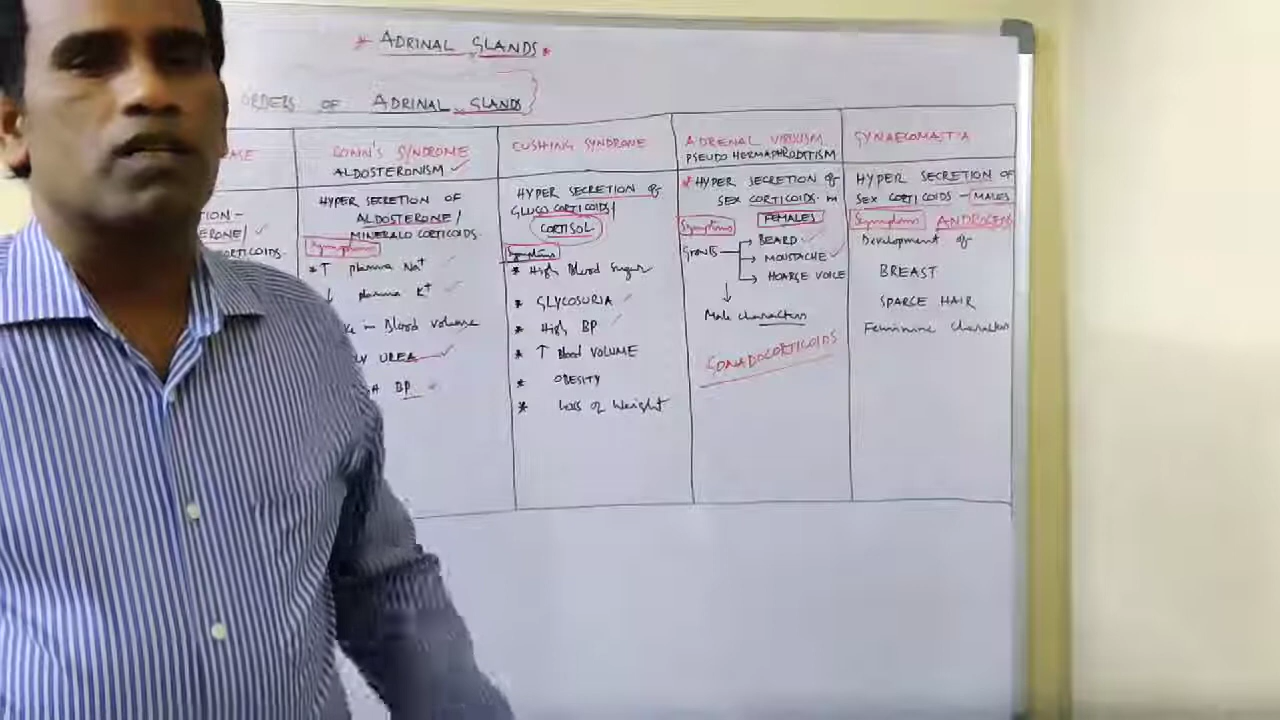 * ADRINAL GLANDS *
ORDERS OF ADRINAL GLANDS
CONN'S SYNDROME
ALDOSTERONISM ✓
HYPER SECRETION OF
ALDOSTERONE/
MINERALO CORTICOIDS.
Symptoms
*↑ plasma Na⁺
↓ plasma K⁺
in Blood volume
UREA ✓
BP
CUSHING SYNDROME
HYPER SECRETION of
GLUCO CORTICOIDS/
CORTISOL
Symptoms
* High Blood Sugar
* GLYCOSURIA
* High BP
* ↑ Blood VOLUME
* OBESITY
* Loss of Weight
ADRENAL VIRILISM
PSEUDO HERMAPHRODITISM
* HYPER SECRETION of
SEX CORTICOIDS. in
FEMALES
Symptoms
Growth
→ BEARD
→ MOUSTACHE
→ HOARGE VOICE
↓
Male characters
GONADOCORTICOIDS
GYNAECOMASTIA
HYPER SECRETION OF
SEX CORTICOIDS - MALES
Symptoms ANDROGENS
Development of
BREAST
SPARCE HAIR
Feminine characters